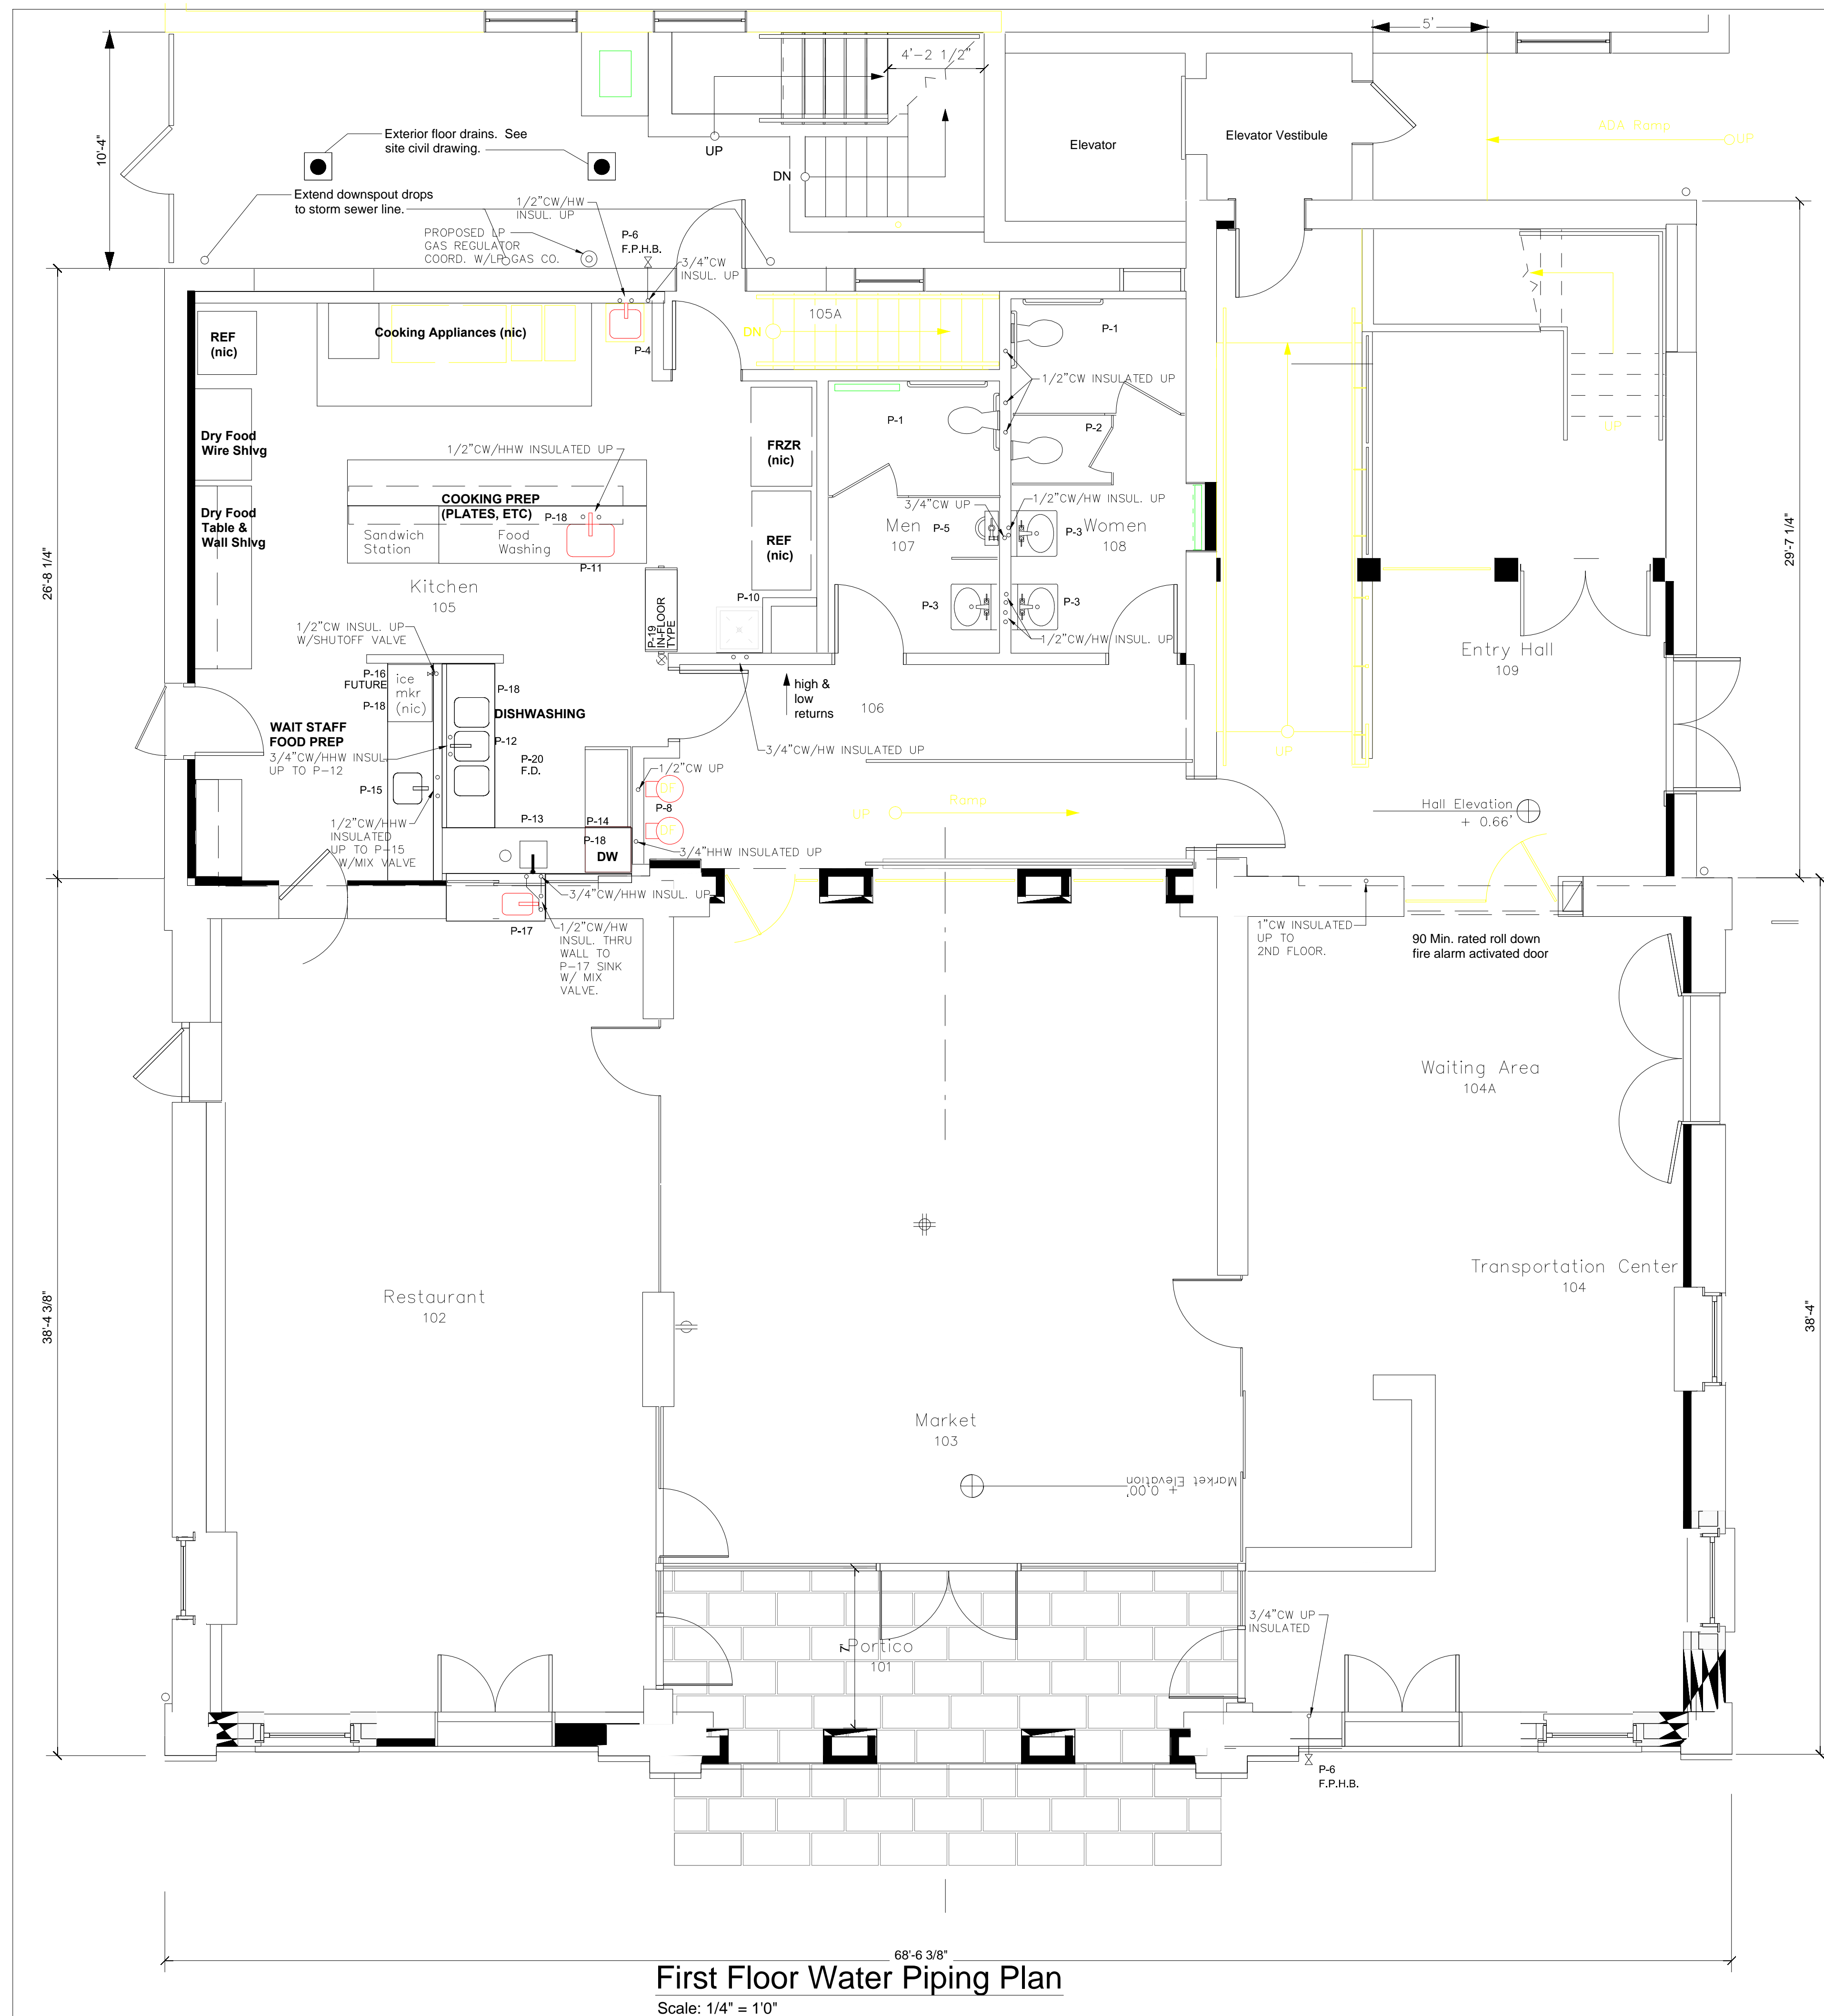 5'
4'-2 1/2"
10'-4"
Exterior floor drains.  See
site civil drawing.
UP
DN
Elevator
Elevator Vestibule
ADA Ramp
UP
Extend downspout drops
to storm sewer line.
1/2"CW/HW
INSUL. UP
PROPOSED LP
GAS REGULATOR
COORD. W/LP GAS CO.
P-6
F.P.H.B.
3/4"CW
INSUL. UP
REF
(nic)
Cooking Appliances (nic)
P-4
105A
DN
P-1
1/2"CW INSULATED UP
P-1
P-2
Dry Food
Wire Shlvg
1/2"CW/HHW INSULATED UP
FRZR
(nic)
UP
COOKING PREP
(PLATES, ETC)
P-18
Dry Food
Table &
Wall Shlvg
Sandwich
Station
Food
Washing
P-11
REF
(nic)
3/4"CW UP
1/2"CW/HW INSUL. UP
Men
107
P-5
P-3
Women
108
26'-8 1/4"
29'-7 1/4"
Kitchen
105
P-10
P-3
P-3
P-19
IN-FLOOR
TYPE
1/2"CW INSUL. UP
W/SHUTOFF VALVE
1/2"CW/HW INSUL. UP
Entry Hall
109
P-16
FUTURE
ice
mkr
(nic)
P-18
P-18
high &
low
returns
106
WAIT STAFF
FOOD PREP
DISHWASHING
P-12
3/4"CW/HHW INSUL.
UP TO P-12
P-20
F.D.
3/4"CW/HW INSULATED UP
UP
1/2"CW UP
DF
P-15
P-8
UP
Ramp
Hall Elevation
+ 0.66'
1/2"CW/HHW
INSULATED
UP TO P-15
W/MIX VALVE
P-13
P-14
P-18
DW
DF
3/4"HHW INSULATED UP
3/4"CW/HHW INSUL. UP
P-17
1/2"CW/HW
INSUL. THRU
WALL TO
P-17 SINK
W/ MIX
VALVE.
1"CW INSULATED
UP TO
2ND FLOOR.
90 Min. rated roll down
fire alarm activated door
Waiting Area
104A
Transportation Center
104
Restaurant
102
38'-4 3/8"
38'-4"
Market
103
Market Elevation
+ 0.00'
3/4"CW UP
INSULATED
7'
Portico
101
P-6
F.P.H.B.
68'-6 3/8"
First Floor Water Piping Plan
Scale: 1/4" = 1'0"